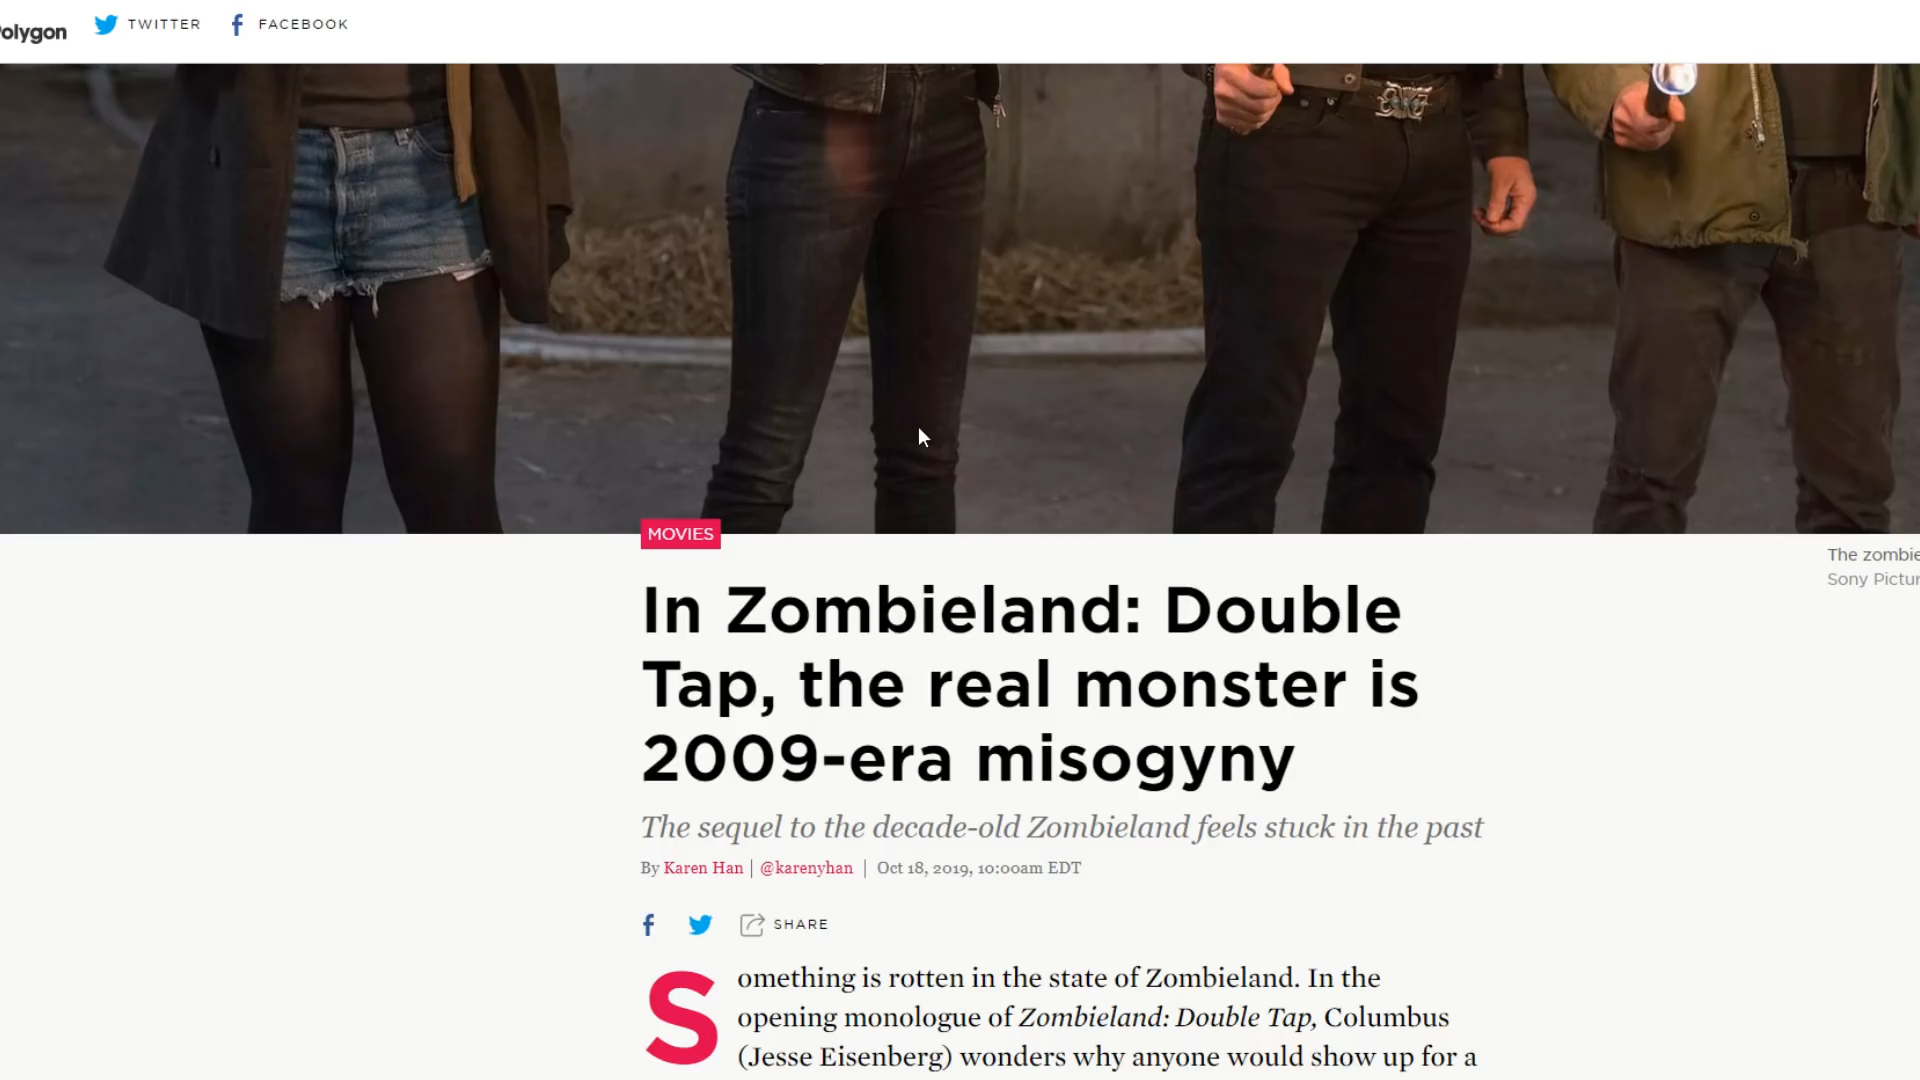 TWITTER FACEBOOK
MOVIES
In Zombieland: Double
Tap, the real monster is
2009-era misogyny
The sequel to the decade-old Zombieland feels stuck in the past
By Karen Han | @karenyhan | Oct 18, 2019, 10:00am EDT
SHARE
Something is rotten in the state of Zombieland. In the
opening monologue of Zombieland: Double Tap, Columbus
(Jesse Eisenberg) wonders why anyone would show up for a
The
Sony